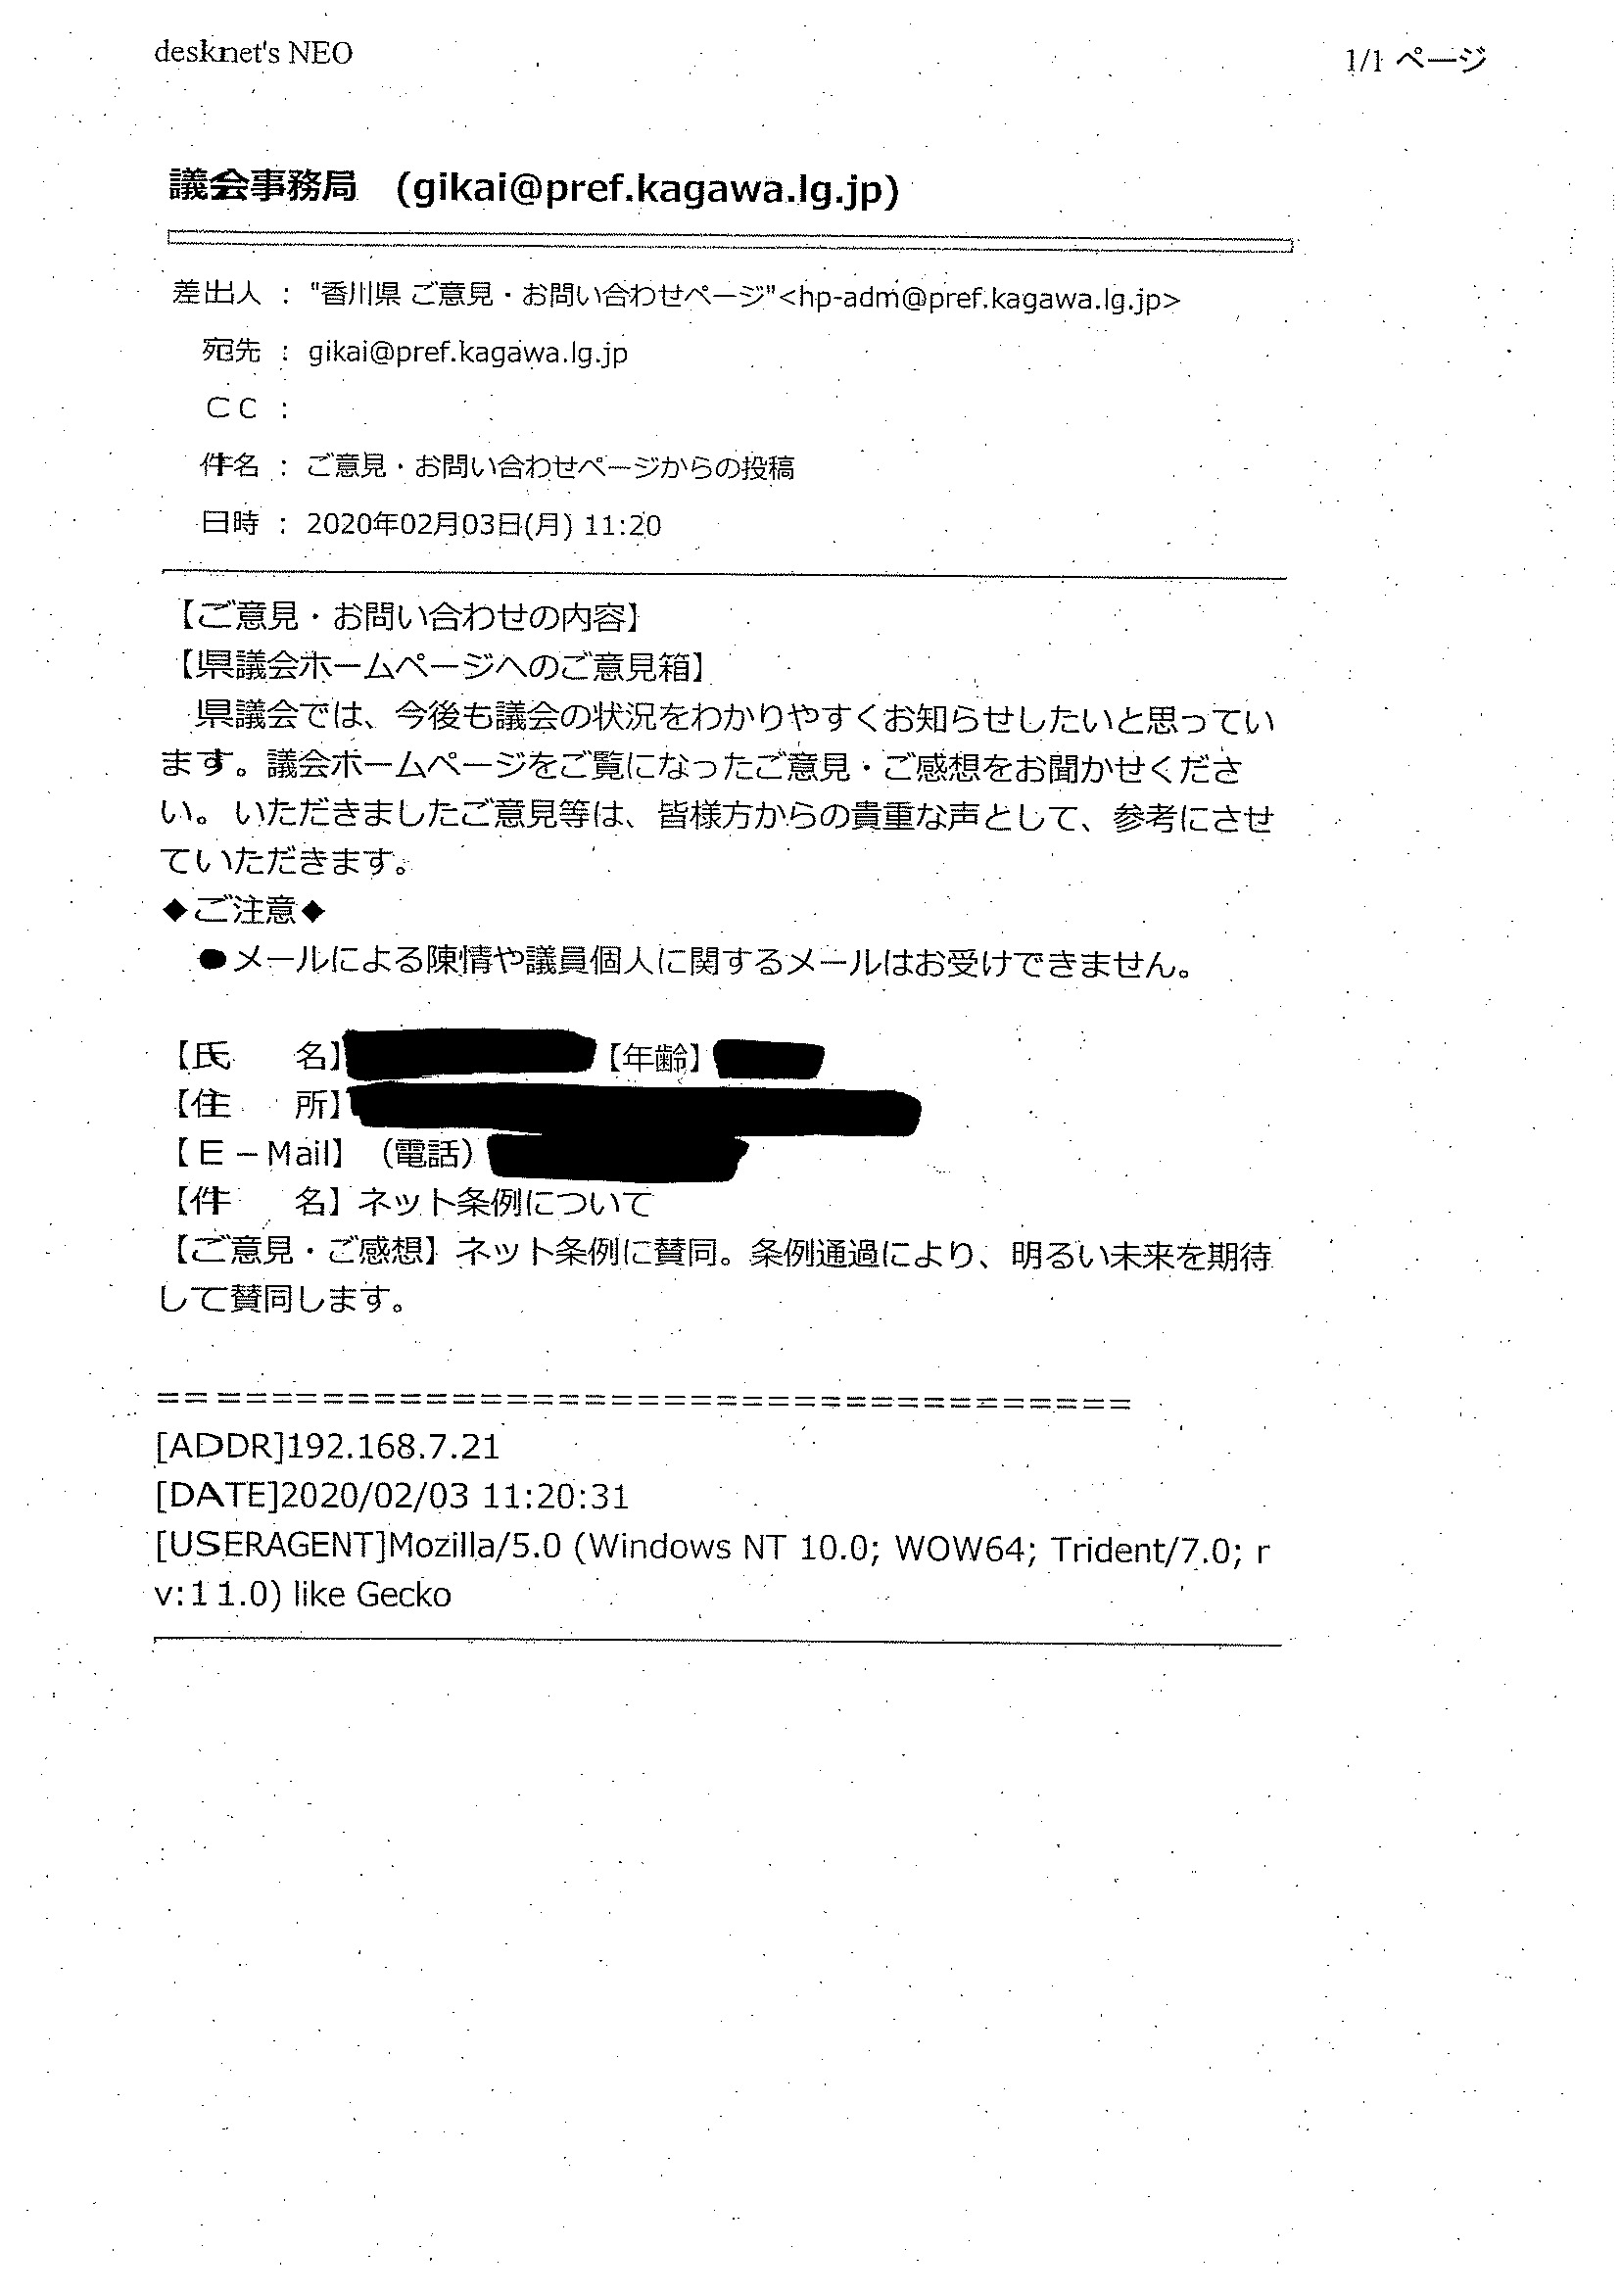 desknet's NEO
1/1 ページ
議会事務局 (gikai@pref.kagawa.lg.jp)
差出人 : "香川県 ご意見・お問い合わせページ"<hp-adm@pref.kagawa.lg.jp>
宛先 : gikai@pref.kagawa.lg.jp
ＣＣ :
件名 : ご意見・お問い合わせページからの投稿
日時 : 2020年02月03日(月) 11:20
【ご意見・お問い合わせの内容】
【県議会ホームページへのご意見箱】
　県議会では、今後も議会の状況をわかりやすくお知らせしたいと思ってい
ます。議会ホームページをご覧になったご意見・ご感想をお聞かせくださ
い。いただきましたご意見等は、皆様方からの貴重な声として、参考にさせ
ていただきます。
◆ご注意◆
　●メールによる陳情や議員個人に関するメールはお受けできません。
【氏　　名】【年齢】
【住　　所】
【Ｅ－Mail】（電話）
【件　　名】ネット条例について
【ご意見・ご感想】ネット条例に賛同。条例通過により、明るい未来を期待
して賛同します。
=====================================
[ADDR]192.168.7.21
[DATE]2020/02/03 11:20:31
[USERAGENT]Mozilla/5.0 (Windows NT 10.0; WOW64; Trident/7.0; r
v:11.0) like Gecko